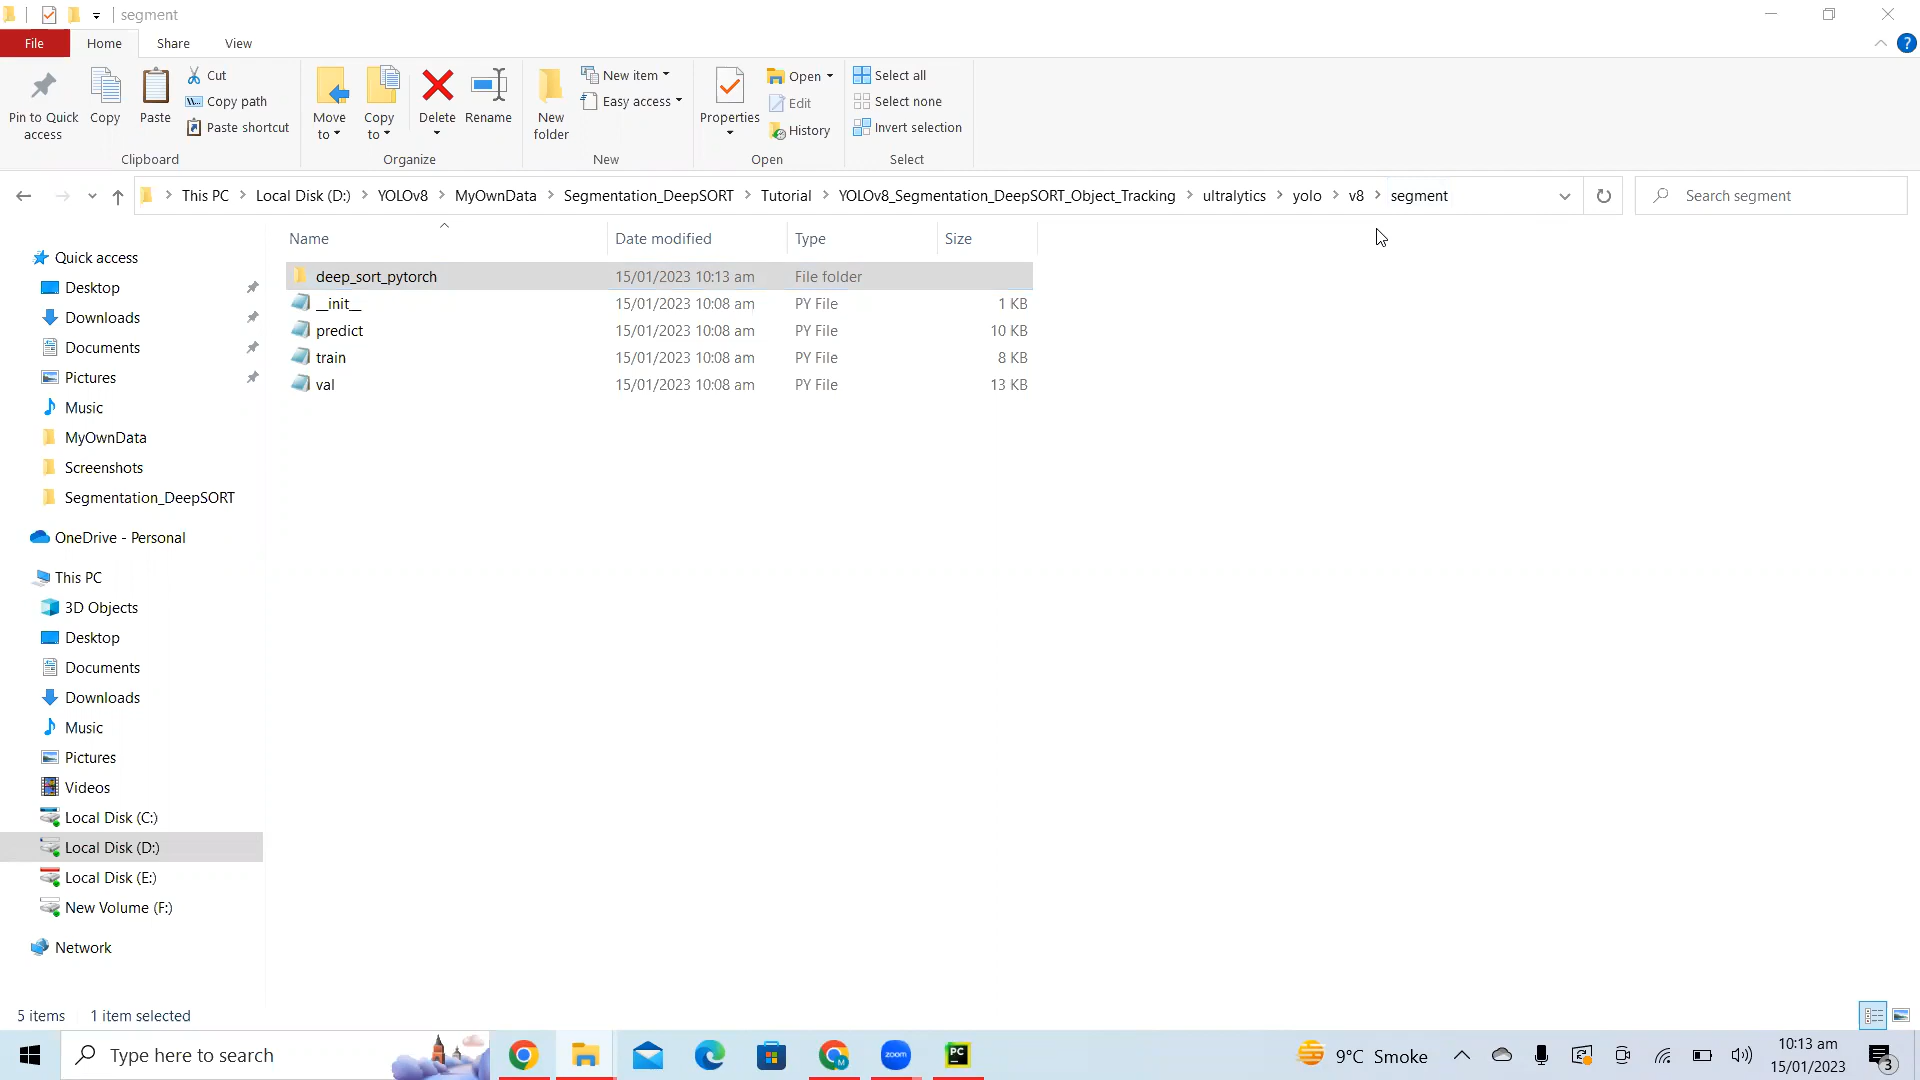 segment
File Home Share View
Pin to Quick access
Copy
Paste
Cut
Copy path
Paste shortcut
Clipboard
Move to
Copy to
Delete
Rename
Organize
New folder
New item
Easy access
New
Properties
Open
Edit
History
Open
Select all
Select none
Invert selection
Select
This PC Local Disk (D:) YOLOv8 MyOwnData Segmentation_DeepSORT Tutorial YOLOv8_Segmentation_DeepSORT_Object_Tracking ultralytics yolo v8 segment
Search segment
Name Date modified Type Size
deep_sort_pytorch 15/01/2023 10:13 am File folder
__init__ 15/01/2023 10:08 am PY File 1 KB
predict 15/01/2023 10:08 am PY File 10 KB
train 15/01/2023 10:08 am PY File 8 KB
val 15/01/2023 10:08 am PY File 13 KB
Quick access
Desktop
Downloads
Documents
Pictures
Music
MyOwnData
Screenshots
Segmentation_DeepSORT
OneDrive - Personal
This PC
3D Objects
Desktop
Documents
Downloads
Music
Pictures
Videos
Local Disk (C:)
Local Disk (D:)
Local Disk (E:)
New Volume (F:)
Network
5 items 1 item selected
Type here to search
zoom
PC
9°C Smoke
10:13 am
15/01/2023
3